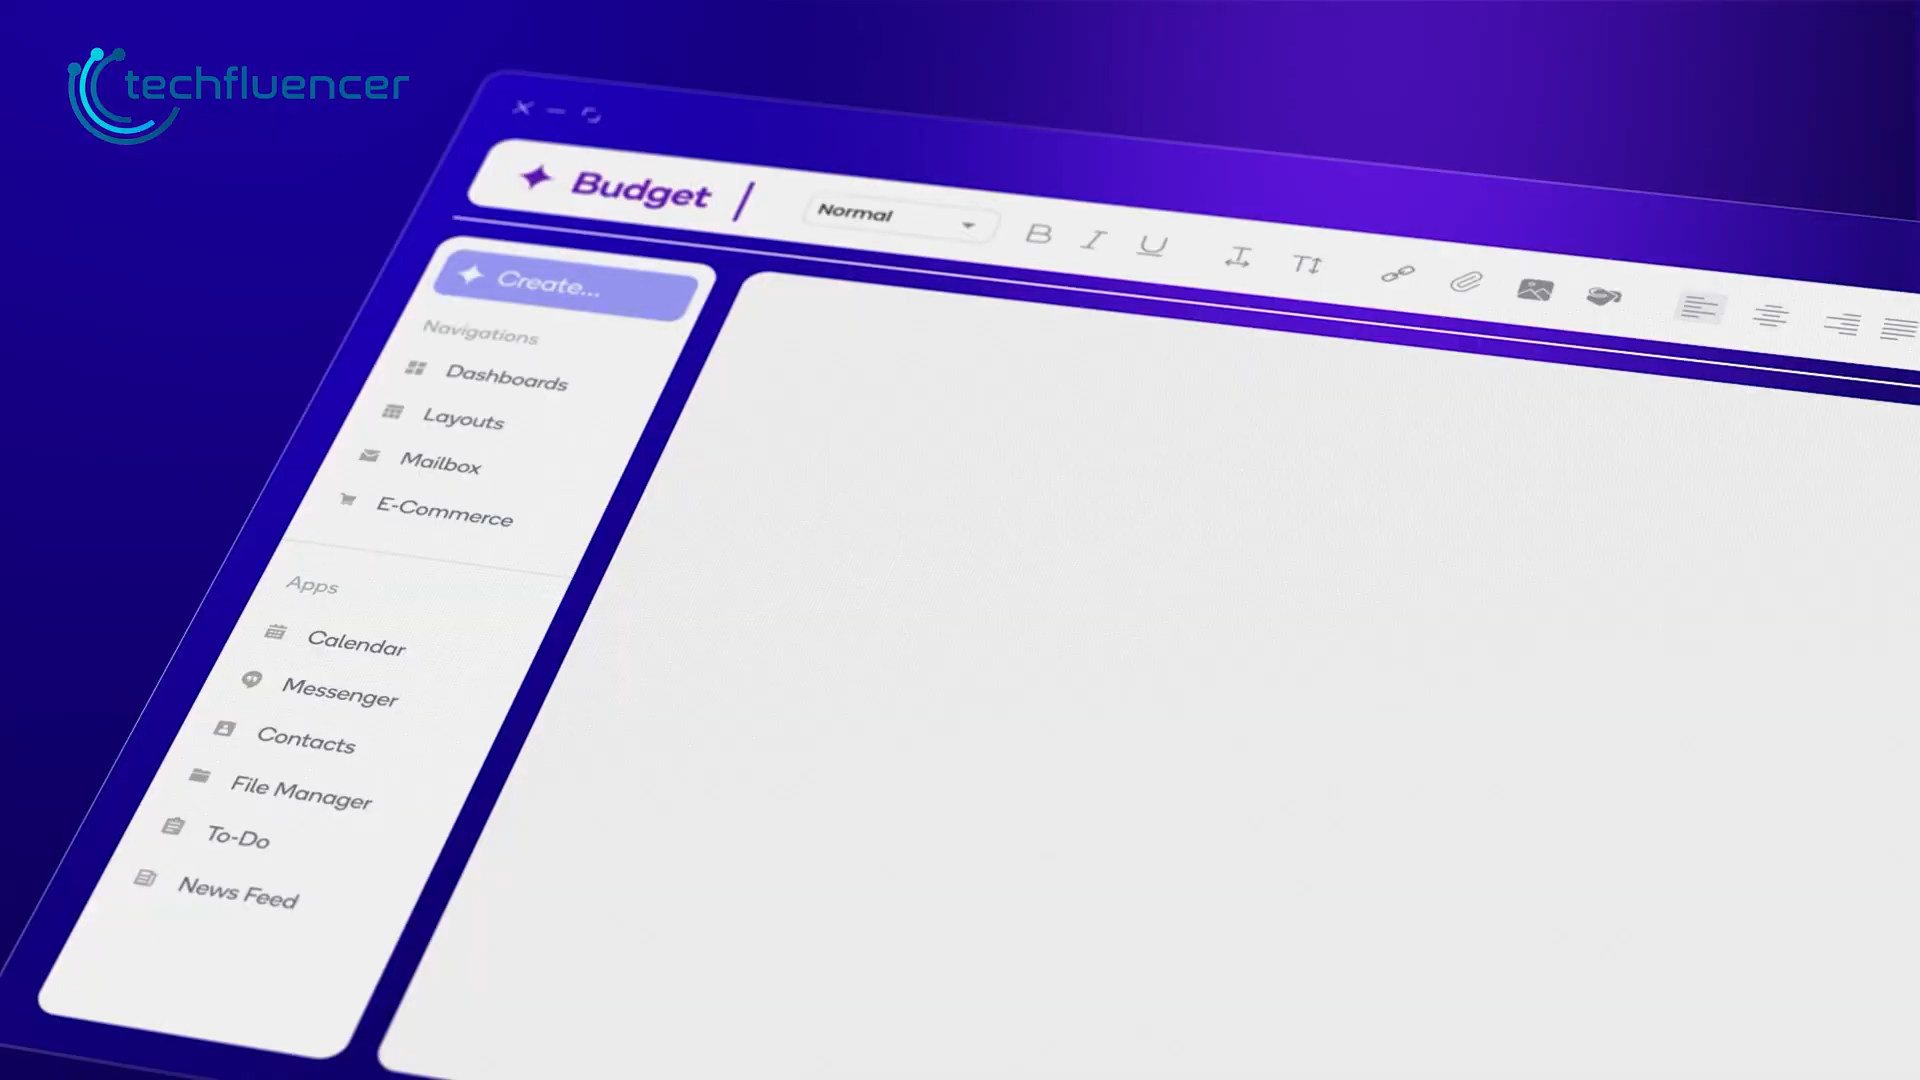 techfluencer
Budget
Normal
B I U
T T
Create...
Navigations
Dashboards
Layouts
Mailbox
E-Commerce
Apps
Calendar
Messenger
Contacts
File Manager
To-Do
News Feed